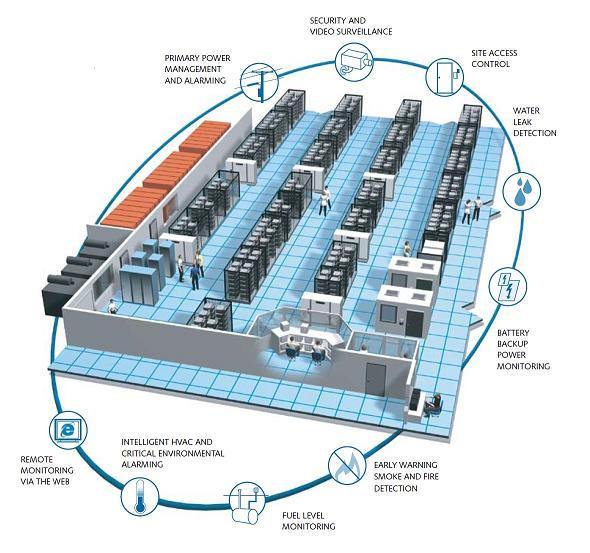 SECURITY AND
VIDEO SURVEILLANCE
PRIMARY POWER
MANAGEMENT
AND ALARMING
SITE ACCESS
CONTROL
WATER
LEAK
DETECTION
BATTERY
BACKUP
POWER
MONITORING
EARLY WARNING
SMOKE AND FIRE
DETECTION
FUEL LEVEL
MONITORING
INTELLIGENT HVAC AND
CRITICAL ENVIRONMENTAL
ALARMING
REMOTE
MONITORING
VIA THE WEB